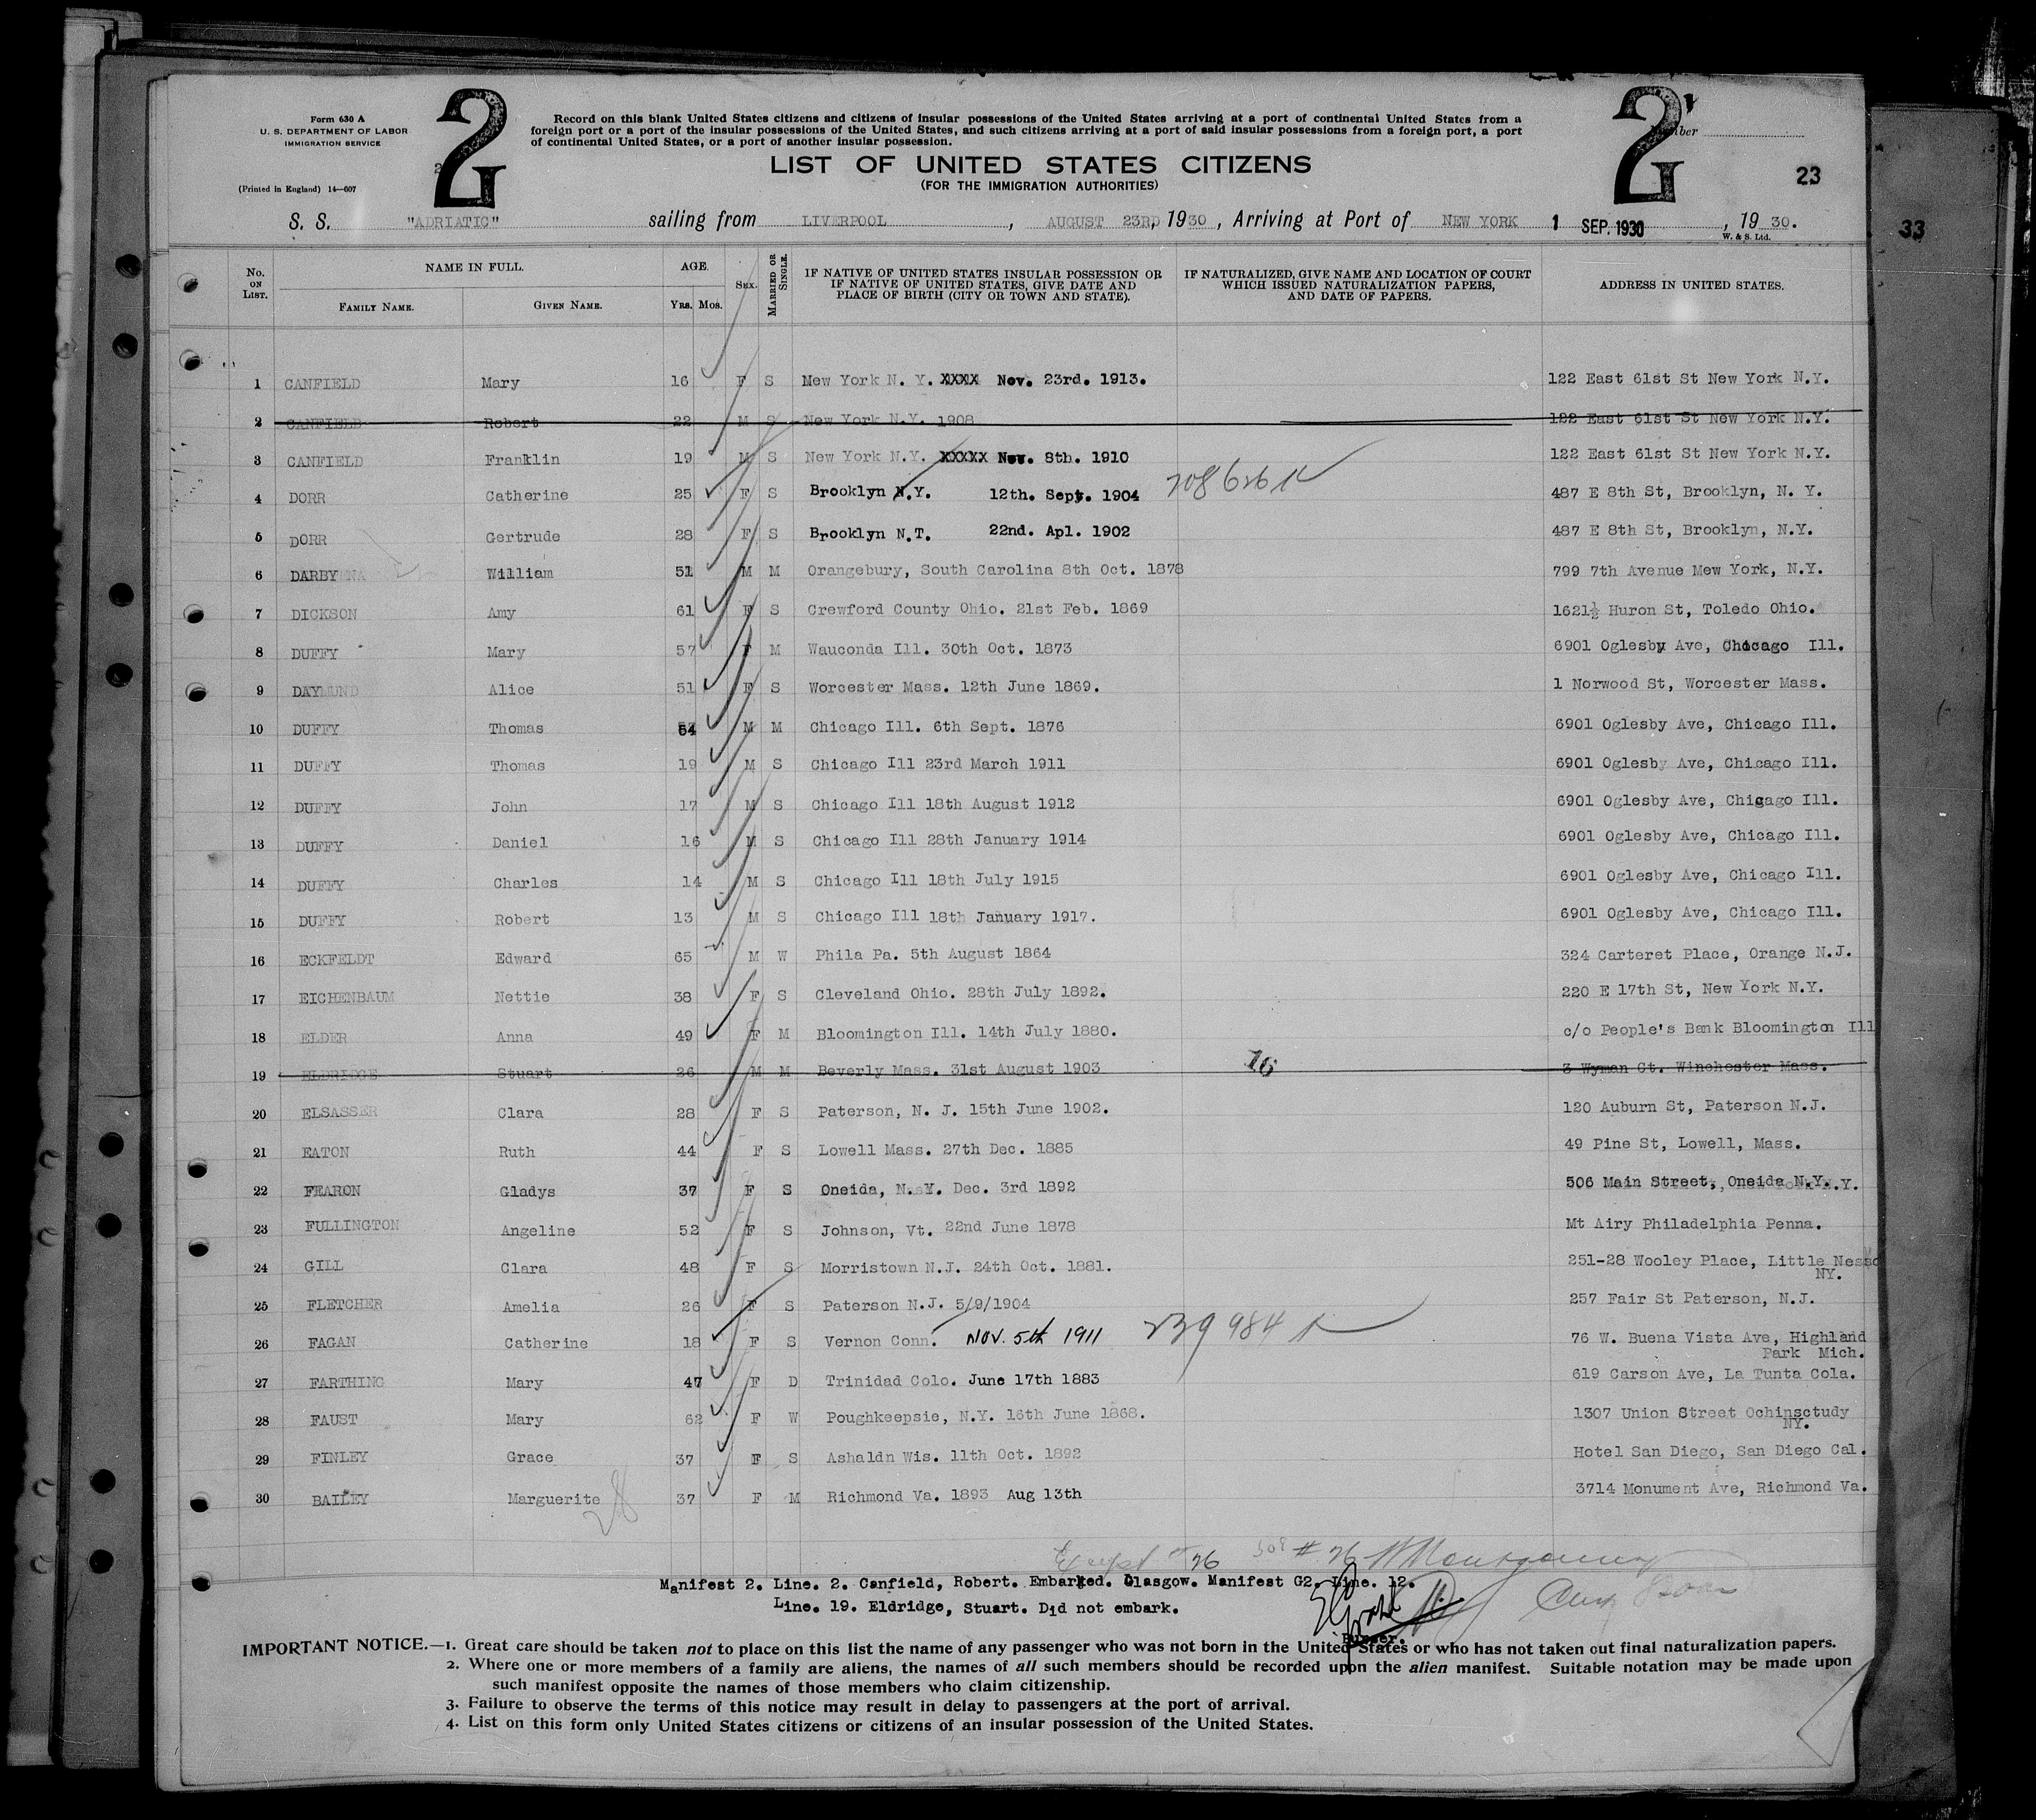 Form 630 A
U. S. DEPARTMENT OF LABOR
IMMIGRATION SERVICE
(Printed in England) 14—607
2
Record on this blank United States citizens and citizens of insular possessions of the United States arriving at a port of continental United States from a
foreign port or a port of the insular possessions of the United States, and such citizens arriving at a port of said insular possessions from a foreign port, a port
of continental United States, or a port of another insular possession.
2
23
33
LIST OF UNITED STATES CITIZENS
(FOR THE IMMIGRATION AUTHORITIES)
S. S. "ADRIATIC" sailing from LIVERPOOL, AUGUST 23RD, 1930, Arriving at Port of NEW YORK 1 SEP. 1930, 19 30.
W. & S. Ltd.
No. ON LIST. NAME IN FULL. FAMILY NAME. GIVEN NAME. AGE. YRS. MOS. SEX. MARRIED OR SINGLE. IF NATIVE OF UNITED STATES INSULAR POSSESSION OR IF NATIVE OF UNITED STATES, GIVE DATE AND PLACE OF BIRTH (CITY OR TOWN AND STATE). IF NATURALIZED, GIVE NAME AND LOCATION OF COURT WHICH ISSUED NATURALIZATION PAPERS, AND DATE OF PAPERS. ADDRESS IN UNITED STATES.
1 CANFIELD Mary 16 F S Mew York N. Y. XXXX Nov. 23rd. 1913. 122 East 61st St New York N.Y.
2 CANFIELD Robert 22 M S New York N.Y. 1908 122 East 61st St New York N.Y.
3 CANFIELD Franklin 19 M S New York N.Y. XXXXX Nov. 8th. 1910 122 East 61st St New York N.Y.
4 DORR Catherine 25 F S Brooklyn N.Y. 12th. Sept. 1904 708626 487 E 8th St, Brooklyn, N. Y.
5 DORR Gertrude 28 F S Brooklyn N.T. 22nd. Apl. 1902 487 E 8th St, Brooklyn, N.Y.
6 DARBY William 51 M M Orangebury, South Carolina 8th Oct. 1878 799 7th Avenue Mew York, N.Y.
7 DICKSON Amy 61 F S Crewford County Ohio. 21st Feb. 1869 1621½ Huron St, Toledo Ohio.
8 DUFFY Mary 57 F M Wauconda Ill. 30th Oct. 1873 6901 Oglesby Ave, Chicago Ill.
9 DAY Alice 51 F S Worcester Mass. 12th June 1869. 1 Norwood St, Worcester Mass.
10 DUFFY Thomas 54 M M Chicago Ill. 6th Sept. 1876 6901 Oglesby Ave, Chicago Ill.
11 DUFFY Thomas 19 M S Chicago Ill 23rd March 1911 6901 Oglesby Ave, Chicago Ill.
12 DUFFY John 17 M S Chicago Ill 18th August 1912 6901 Oglesby Ave, Chicago Ill.
13 DUFFY Daniel 16 M S Chicago Ill 28th January 1914 6901 Oglesby Ave, Chicago Ill.
14 DUFFY Charles 14 M S Chicago Ill 18th July 1915 6901 Oglesby Ave, Chicago Ill.
15 DUFFY Robert 13 M S Chicago Ill 18th January 1917. 6901 Oglesby Ave, Chicago Ill.
16 ECKFELDT Edward 65 M W Phila Pa. 5th August 1864 324 Carteret Place, Orange N.J.
17 EICHENBAUM Nettie 38 F S Cleveland Ohio. 28th July 1892. 220 E 17th St, New York N.Y.
18 ELDER Anna 49 F M Bloomington Ill. 14th July 1880. c/o People's Bank Bloomington Ill
19 ELDRIDGE Stuart 26 M M Beverly Mass. 31st August 1903 3 Wyman Ct. Winchester Mass.
20 ELSASSER Clara 28 F S Paterson, N. J. 15th June 1902. 120 Auburn St, Paterson N.J.
21 EATON Ruth 44 F S Lowell Mass. 27th Dec. 1885 49 Pine St, Lowell, Mass.
22 FEARON Gladys 37 F S Oneida, N.Y. Dec. 3rd 1892 506 Main Street, Oneida N.Y.
23 FULLINGTON Angeline 52 F S Johnson, Vt. 22nd June 1878 Mt Airy Philadelphia Penna.
24 GILL Clara 48 F S Morristown N.J. 24th Oct. 1881. 251-28 Wooley Place, Little
NY.
25 FLETCHER Amelia 26 F S Paterson N.J. 5/9/1904 257 Fair St Paterson, N.J.
26 FAGAN Catherine 18 F S Vernon Conn. NOV. 5th 1911 239984 76 W. Buena Vista Ave, Highland
Park Mich.
27 FARTHING Mary 47 F D Trinidad Colo. June 17th 1883 619 Carson Ave, La Tunta Cola.
28 FAUST Mary 62 F W Poughkeepsie, N.Y. 16th June 1868. 1307 Union Street Ochinsctudy
NY.
29 FINLEY Grace 37 F S Ashaldn Wis. 11th Oct. 1892 Hotel San Diego, San Diego Cal.
30 BAILEY Marguerite 37 F M Richmond Va. 1893 Aug 13th 3714 Monument Ave, Richmond Va.
28
Except #26 #26 Montgomery
Manifest 2. Line. 2. Canfield, Robert. Embarked. Glasgow. Manifest G2. Line. 12.
Line. 19. Eldridge, Stuart. Did not embark.
Purser.
IMPORTANT NOTICE.—1. Great care should be taken not to place on this list the name of any passenger who was not born in the United States or who has not taken out final naturalization papers.
2. Where one or more members of a family are aliens, the names of all such members should be recorded upon the alien manifest. Suitable notation may be made upon
such manifest opposite the names of those members who claim citizenship.
3. Failure to observe the terms of this notice may result in delay to passengers at the port of arrival.
4. List on this form only United States citizens or citizens of an insular possession of the United States.